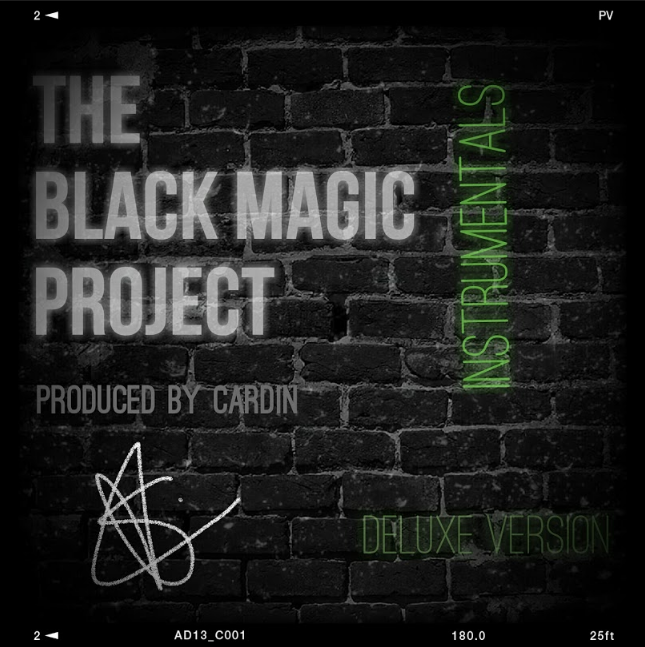 2 ◄ PV
THE
BLACK MAGIC
PROJECT
INSTRUMENTALS
PRODUCED BY CARDIN
DELUXE VERSION
2 ◄ AD13_C001 180.0 25ft